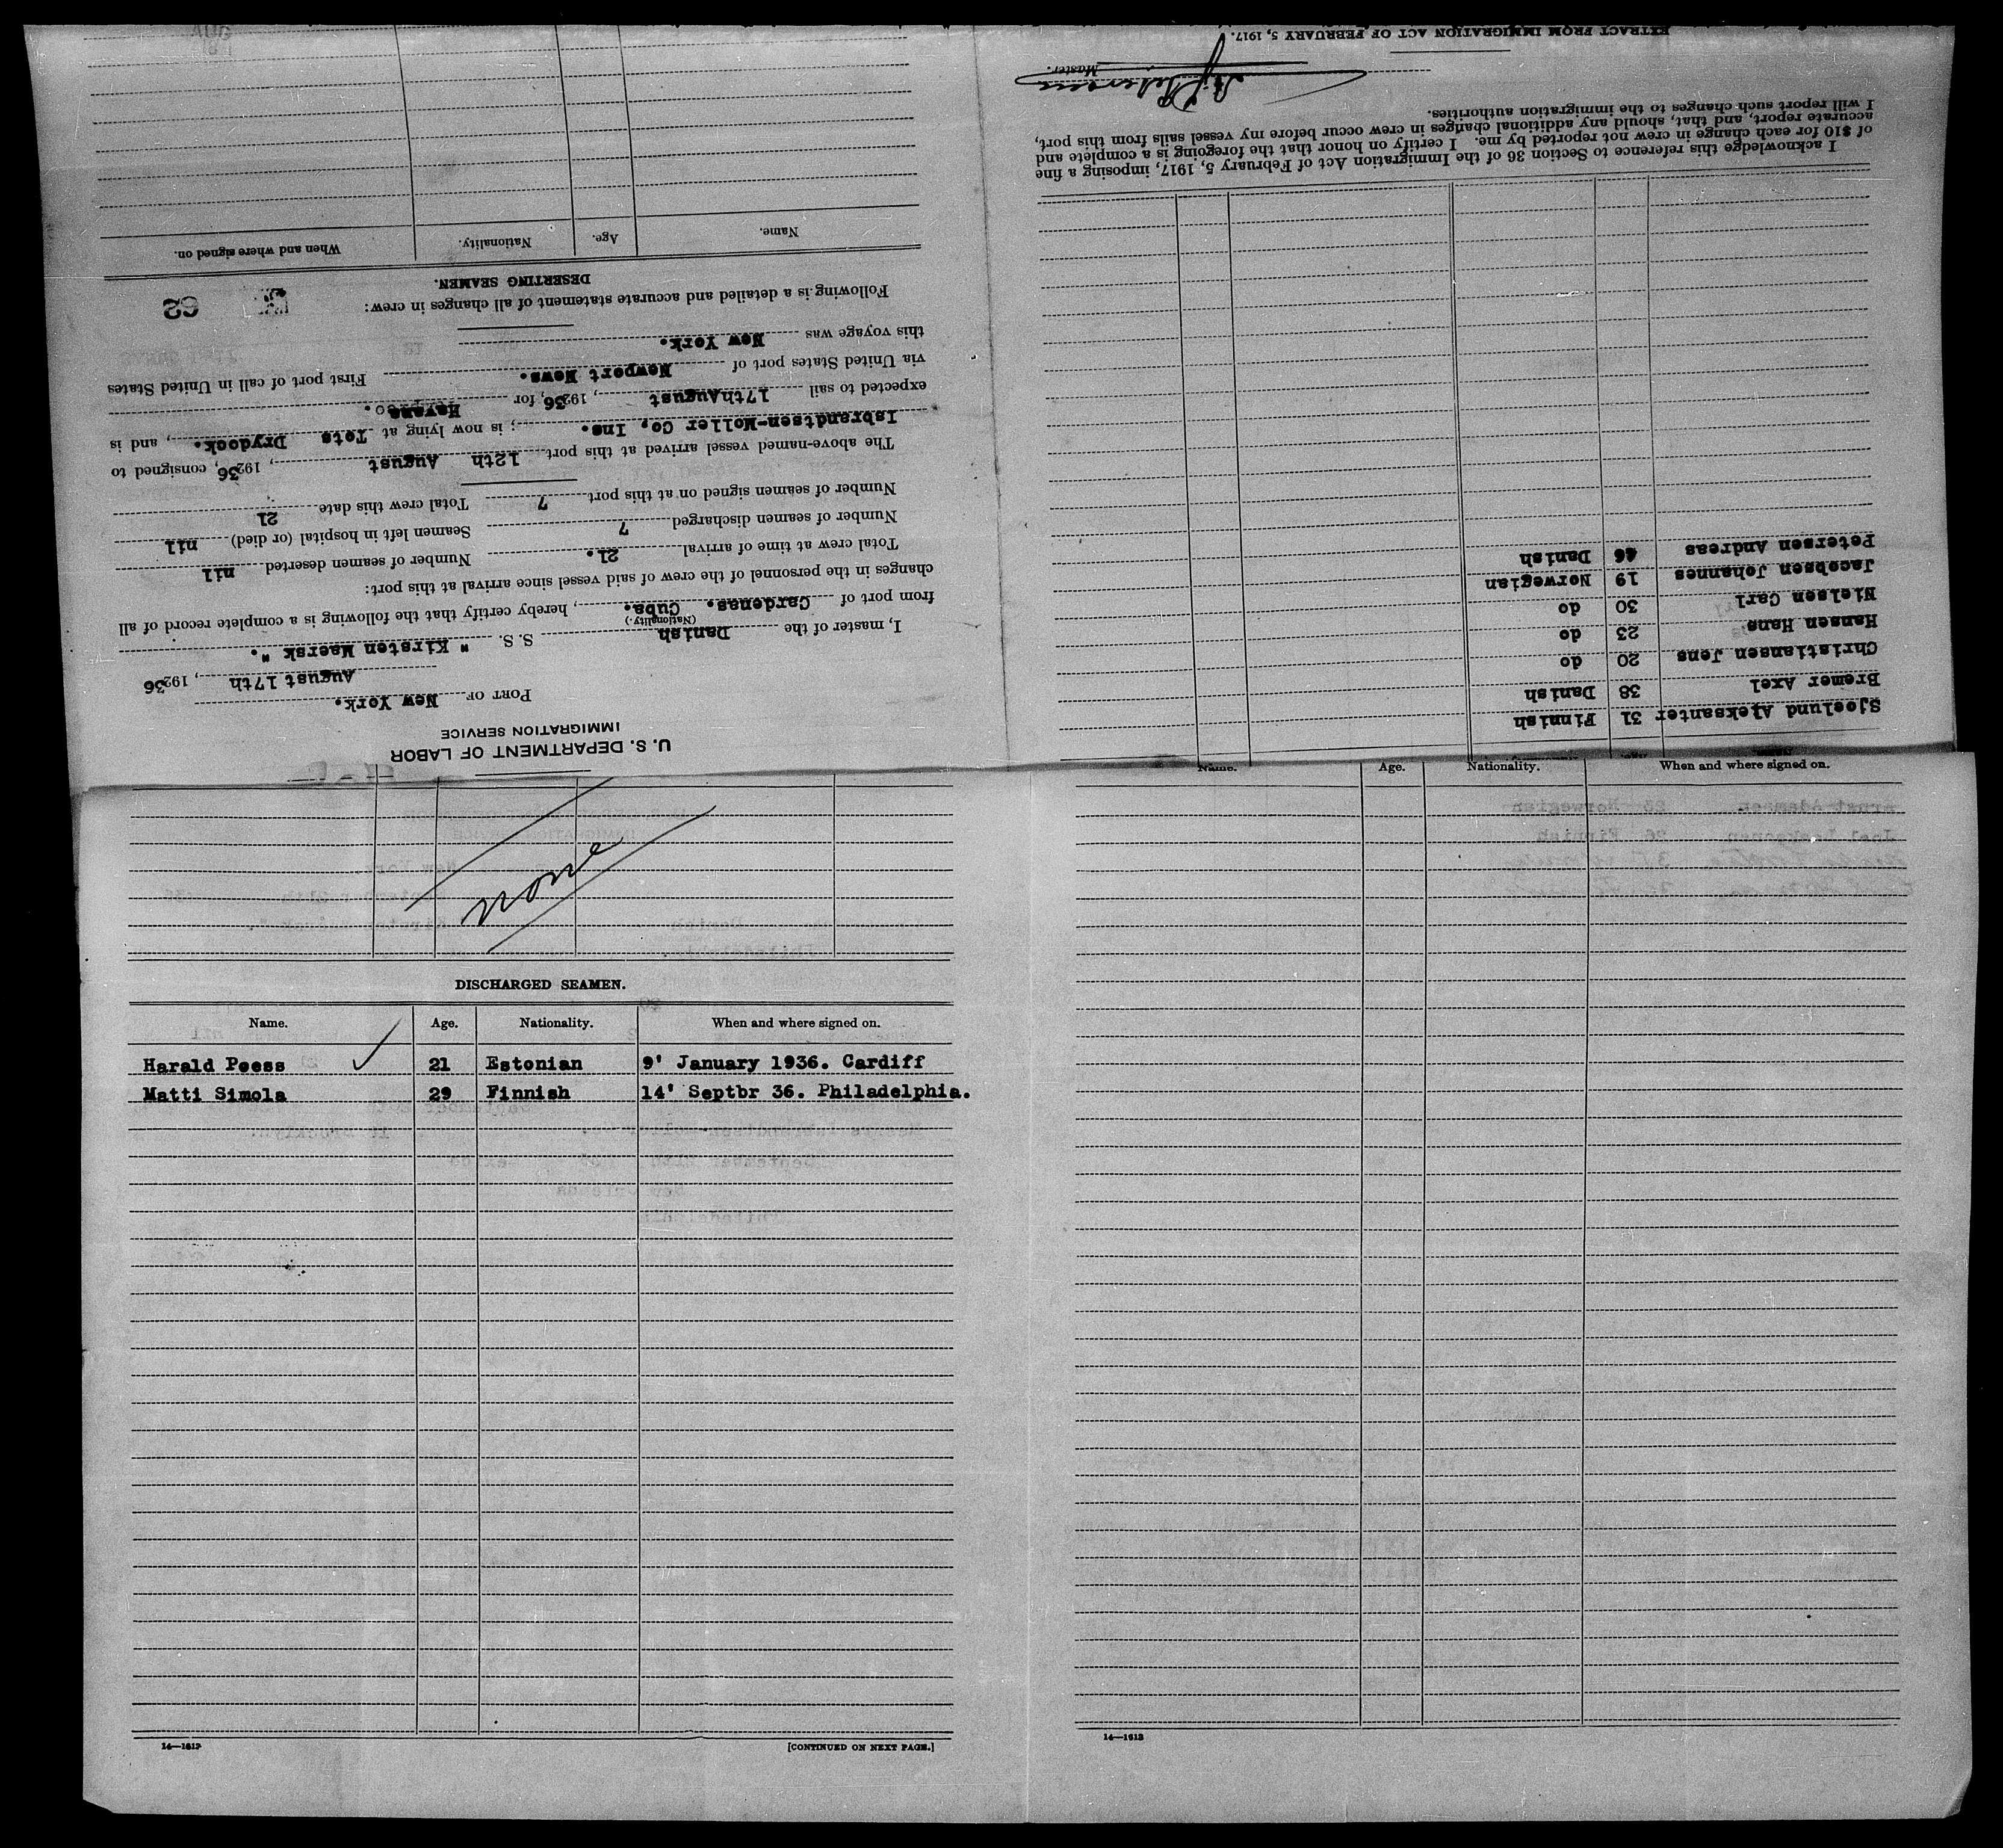 U. S. DEPARTMENT OF LABOR
IMMIGRATION SERVICE
PORT OF New York.
August 17th, 1936
I, master of the Danish S. S. " Kirsten Maersk ".
(Nationality.)
from port of Cardenas. Cuba., hereby certify that the following is a complete record of all
changes in the personnel of the crew of said vessel since arrival at this port:
Total crew at time of arrival 21. Number of seamen deserted nil
Number of seamen discharged 7 Seamen left in hospital (or died) nil
Number of seamen signed on at this port 7 Total crew this date 21
The above-named vessel arrived at this port 12th August, 19236, consigned to
Isbrandtsen-Moller Co, Inc. ; is now lying at Tots Drydock., and is
expected to sail 17thAugust, 19236, for Havana.
via United States port of Newport News. First port of call in United States
this voyage was New York.
Following is a detailed and accurate statement of all changes in crew:
62
DESERTING SEAMEN.
Name. Age. Nationality. When and where signed on.
AUG
Sjoelund Aleksanter 31 Finnish
Bremer Axel 38 Danish
Christiansen Jens 20 do
Hansen Hans 23 do
Nielsen Carl 30 do
Jacobsen Johannes 19 Norwegian
Petersen Andreas 46 Danish
I acknowledge this reference to Section 36 of the Immigration Act of February 5, 1917, imposing a fine
of $10 for each change in crew not reported by me. I certify on honor that the foregoing is a complete and
accurate report, and that, should any additional changes in crew occur before my vessel sails from this port,
I will report such changes to the immigration authorities.
Master.
EXTRACT FROM IMMIGRATION ACT OF FEBRUARY 5, 1917.
none
DISCHARGED SEAMEN.
Name. Age. Nationality. When and where signed on.
Harald Peess 21 Estonian 9' January 1936. Cardiff
Matti Simola 29 Finnish 14' Septbr 36. Philadelphia.
14—1613
[CONTINUED ON NEXT PAGE.]
Name. Age. Nationality. When and where signed on.
14—1613